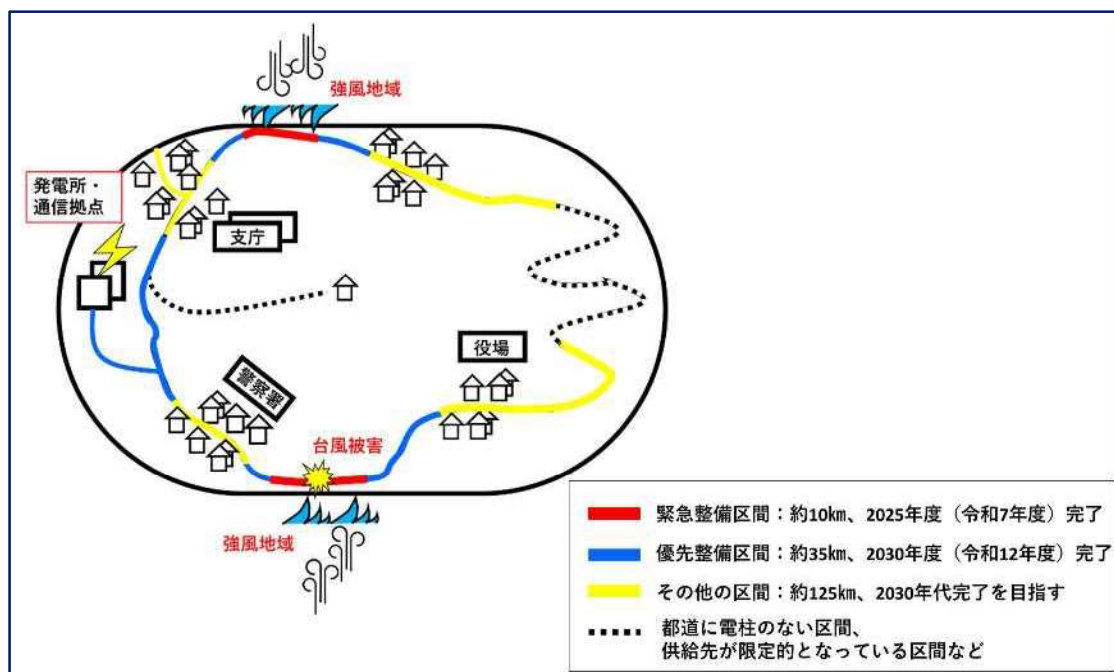 強風地域
発電所・
通信拠点
支庁
役場
警察署
台風被害
強風地域
緊急整備区間：約10㎞、2025年度（令和7年度）完了
優先整備区間：約35㎞、2030年度（令和12年度）完了
その他の区間：約125㎞、2030年代完了を目指す
都道に電柱のない区間、
供給先が限定的となっている区間など